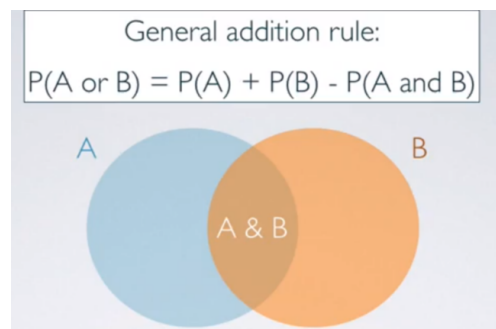 General addition rule:
P(A or B) = P(A) + P(B) - P(A and B)
A
B
A & B